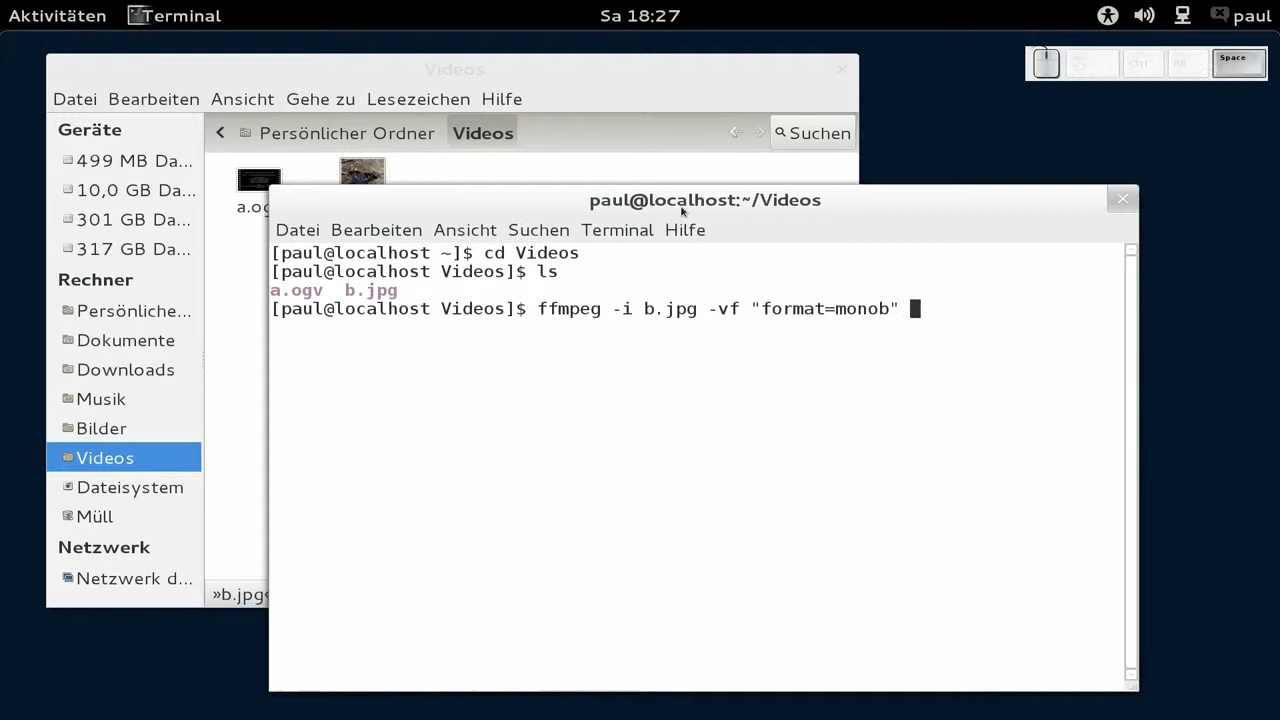 Aktivitäten Terminal Sa 18:27 paul
Videos
Space
Datei Bearbeiten Ansicht Gehe zu Lesezeichen Hilfe
Persönlicher Ordner Videos Suchen
Geräte
499 MB Da...
10,0 GB Da...
301 GB Da...
317 GB Da...
Rechner
Persönliche...
Dokumente
Downloads
Musik
Bilder
Videos
Dateisystem
Müll
Netzwerk
Netzwerk d...
a.og
»b.jpg«
paul@localhost:~/Videos
Datei Bearbeiten Ansicht Suchen Terminal Hilfe
[paul@localhost ~]$ cd Videos
[paul@localhost Videos]$ ls
a.ogv b.jpg
[paul@localhost Videos]$ ffmpeg -i b.jpg -vf "format=monob"